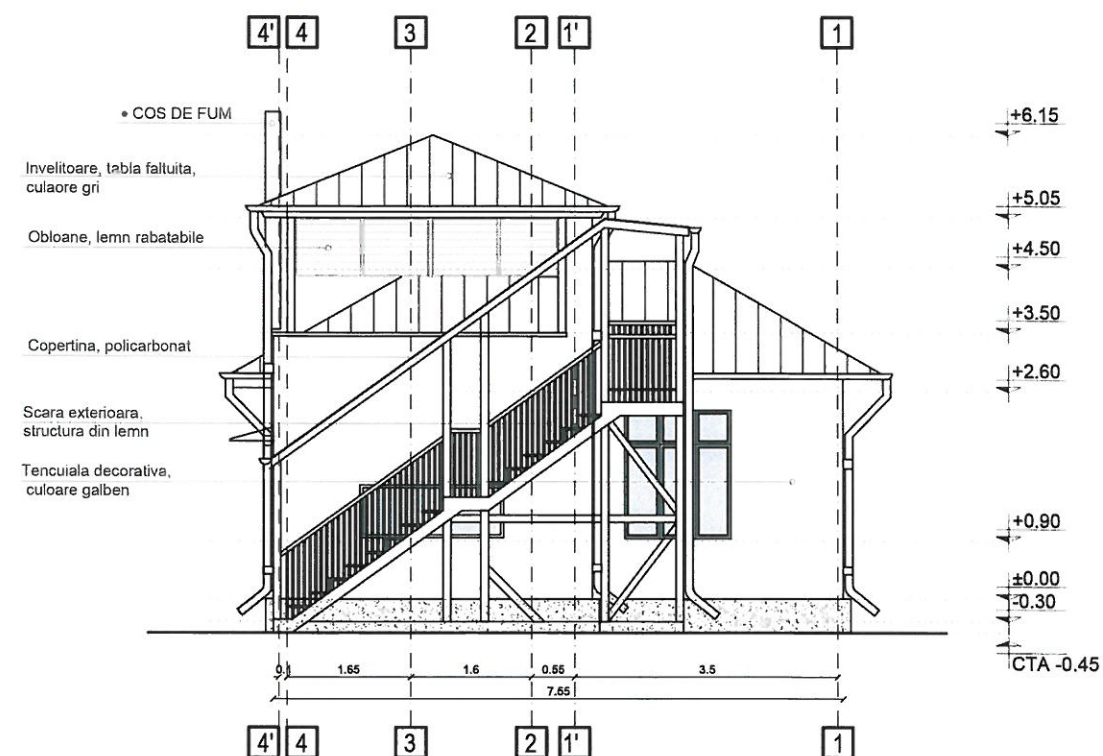 4' 4 3 2 1' 1
• COS DE FUM
Invelitoare, tabla faltuita,
culaore gri
Obloane, lemn rabatabile
Copertina, policarbonat
Scara exterioara,
structura din lemn
Tencuiala decorativa,
culoare galben
+6.15
+5.05
+4.50
+3.50
+2.60
+0.90
±0.00
-0.30
CTA -0.45
0.1 1.65 1.6 0.55 3.5
7.55
4' 4 3 2 1' 1